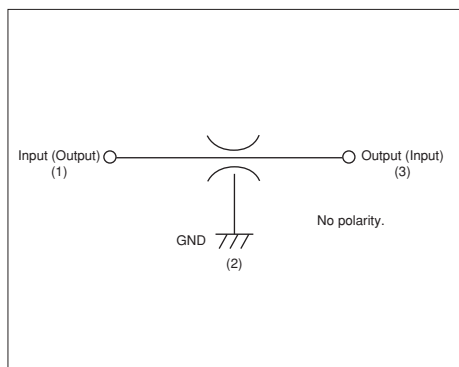 Input (Output)
(1)
Output (Input)
(3)
No polarity.
GND
(2)